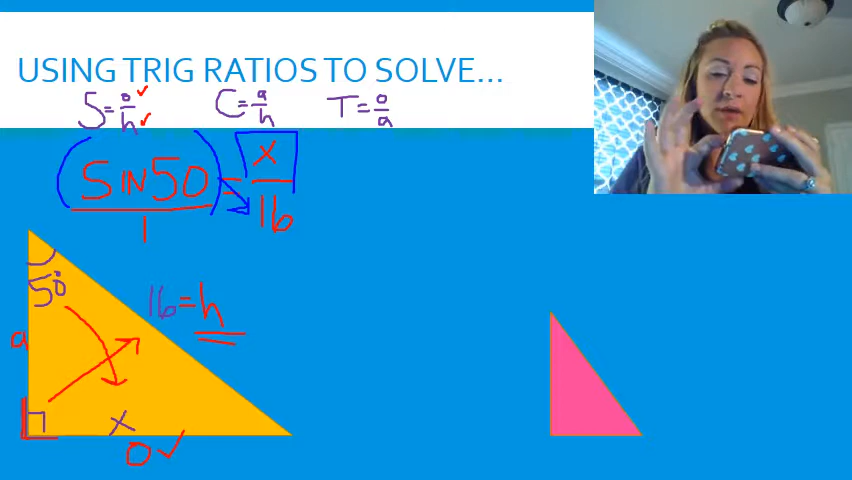 USING TRIG RATIOS TO SOLVE...
S=o/h C=a/h T=o/a
SIN50/1 = x/16
50°
16=h
a
x
o